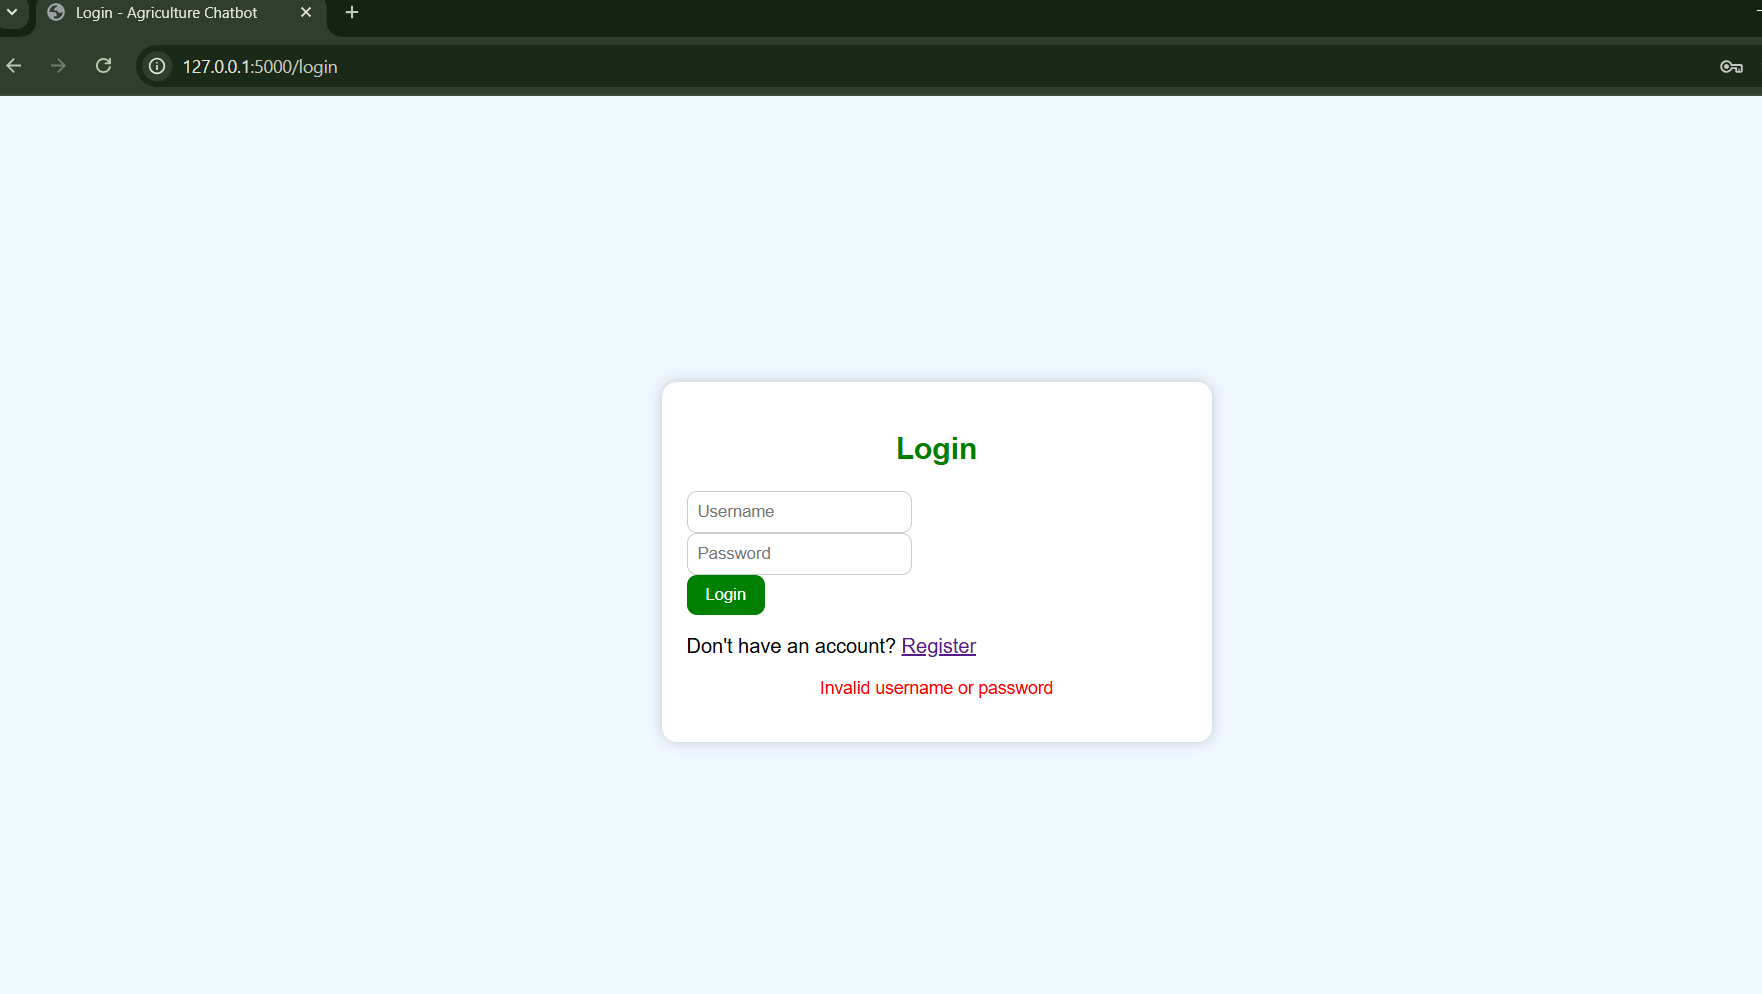 Login - Agriculture Chatbot
127.0.0.1:5000/login
Login
Username
Password
Login
Don't have an account? Register
Invalid username or password